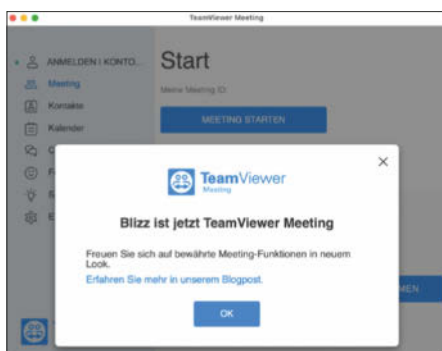 TeamViewer Meeting
ANMELDEN | KONTO...
Start
Meeting
Meine Meeting ID:
Kontakte
MEETING STARTEN
Kalender
TeamViewer
Meeting
Blizz ist jetzt TeamViewer Meeting
Freuen Sie sich auf bewährte Meeting-Funktionen in neuem
Look.
Erfahren Sie mehr in unserem Blogpost.
OK
MEN